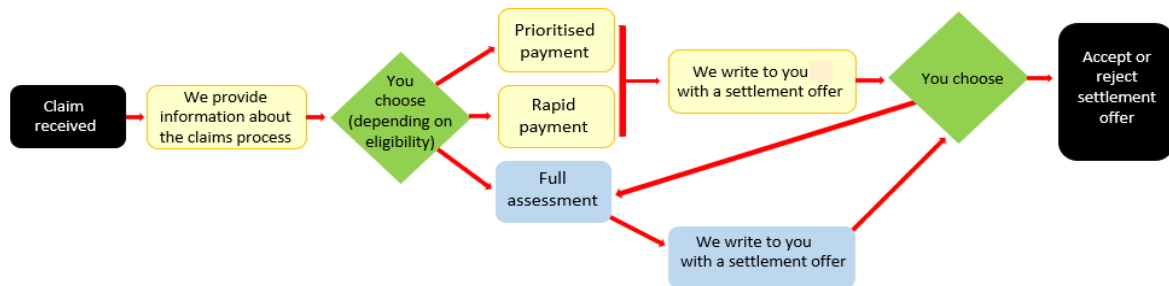 Claim
received
We provide
information about
the claims process
You
choose
(depending on
eligibility)
Prioritised
payment
Rapid
payment
Full
assessment
We write to you
with a settlement offer
We write to you
with a settlement offer
You choose
Accept or
reject
settlement
offer